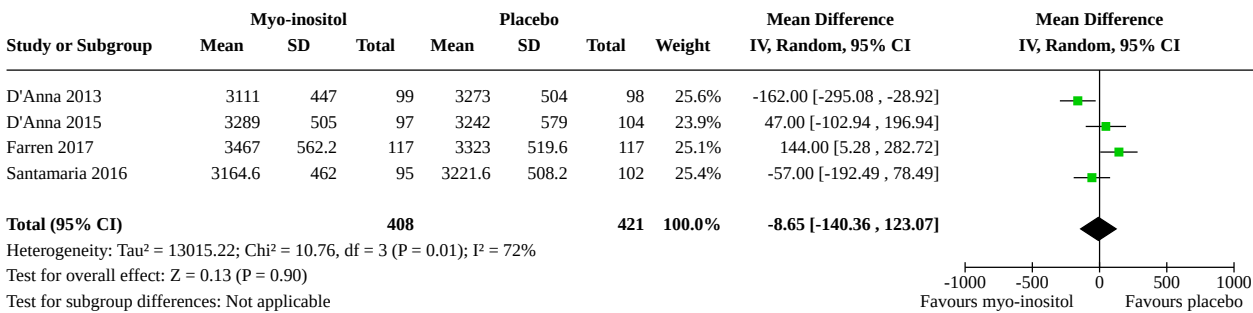 Myo-inositol Placebo Mean Difference Mean Difference
Study or Subgroup Mean SD Total Mean SD Total Weight IV, Random, 95% CI IV, Random, 95% CI
D'Anna 2013 3111 447 99 3273 504 98 25.6% -162.00 [-295.08 , -28.92]
D'Anna 2015 3289 505 97 3242 579 104 23.9% 47.00 [-102.94 , 196.94]
Farren 2017 3467 562.2 117 3323 519.6 117 25.1% 144.00 [5.28 , 282.72]
Santamaria 2016 3164.6 462 95 3221.6 508.2 102 25.4% -57.00 [-192.49 , 78.49]
Total (95% CI) 408 421 100.0% -8.65 [-140.36 , 123.07]
Heterogeneity: Tau² = 13015.22; Chi² = 10.76, df = 3 (P = 0.01); I² = 72%
Test for overall effect: Z = 0.13 (P = 0.90)
-1000 -500 0 500 1000
Test for subgroup differences: Not applicable
Favours myo-inositol Favours placebo